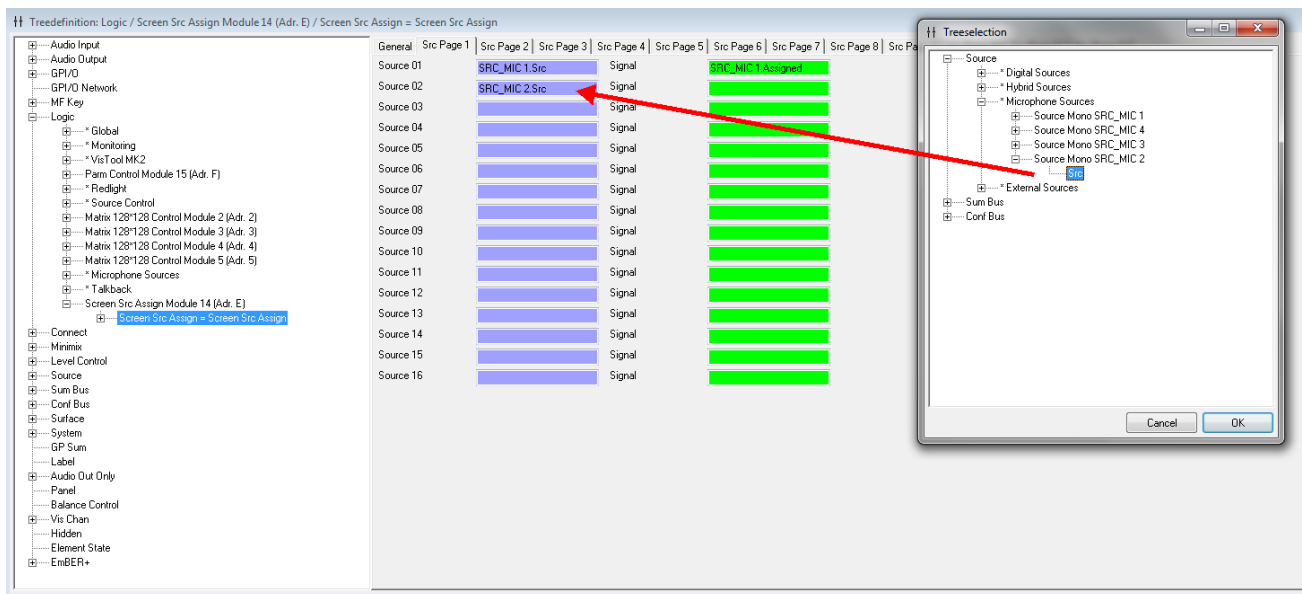 Treedefinition: Logic / Screen Src Assign Module 14 (Adr. E) / Screen Src Assign = Screen Src Assign
Audio Input
Audio Output
GPI/O
GPI/O Network
MF Key
Logic
* Global
* Monitoring
* VisTool MK2
Parm Control Module 15 (Adr. F)
* Redlight
* Source Control
Matrix 128*128 Control Module 2 (Adr. 2)
Matrix 128*128 Control Module 3 (Adr. 3)
Matrix 128*128 Control Module 4 (Adr. 4)
Matrix 128*128 Control Module 5 (Adr. 5)
* Microphone Sources
* Talkback
Screen Src Assign Module 14 (Adr. E)
Screen Src Assign = Screen Src Assign
Connect
Minimix
Level Control
Source
Sum Bus
Conf Bus
Surface
System
GP Sum
Label
Audio Out Only
Panel
Balance Control
Vis Chan
Hidden
Element State
EmBER+
General Src Page 1 Src Page 2 Src Page 3 Src Page 4 Src Page 5 Src Page 6 Src Page 7 Src Page 8 Src Pa
Source 01 SRC_MIC 1.Src Signal SRC_MIC 1.Assigned
Source 02 SRC_MIC 2.Src Signal
Source 03 Signal
Source 04 Signal
Source 05 Signal
Source 06 Signal
Source 07 Signal
Source 08 Signal
Source 09 Signal
Source 10 Signal
Source 11 Signal
Source 12 Signal
Source 13 Signal
Source 14 Signal
Source 15 Signal
Source 16 Signal
Treeselection
Source
* Digital Sources
* Hybrid Sources
* Microphone Sources
Source Mono SRC_MIC 1
Source Mono SRC_MIC 4
Source Mono SRC_MIC 3
Source Mono SRC_MIC 2
Src
* External Sources
Sum Bus
Conf Bus
Cancel OK